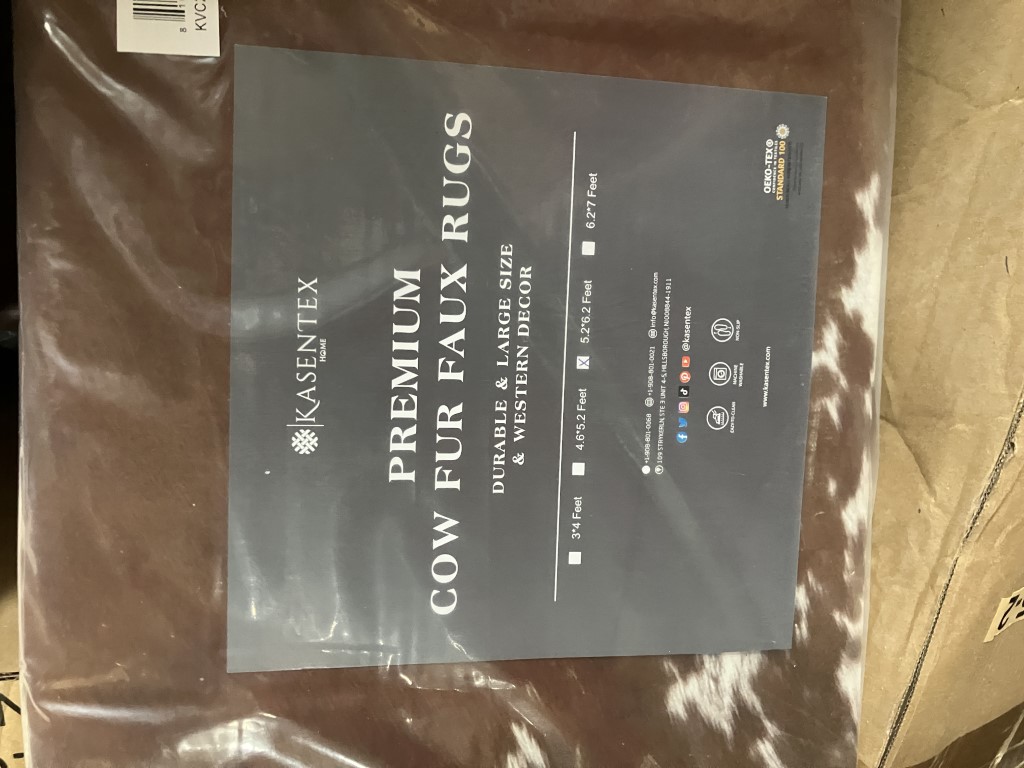 8 1
KVC
KASENTEX
HOME
PREMIUM
COW FUR FAUX RUGS
DURABLE & LARGE SIZE
& WESTERN DECOR
3*4 Feet 4.6*5.2 Feet X 5.2*6.2 Feet 6.2*7 Feet
+1-908-801-0068 +1-908-801-0021 info@kasentex.com
109 STRYKERLN, STE 3 UNIT 4-5, HILLSBOROUGH, NJ008844-1911
@kasentex
EAZY-TO-CLEAN MACHINE WASHABLE NON-SLIP
www.kasentex.com
OEKO-TEX®
CONFIDENCE IN TEXTILES
STANDARD 100